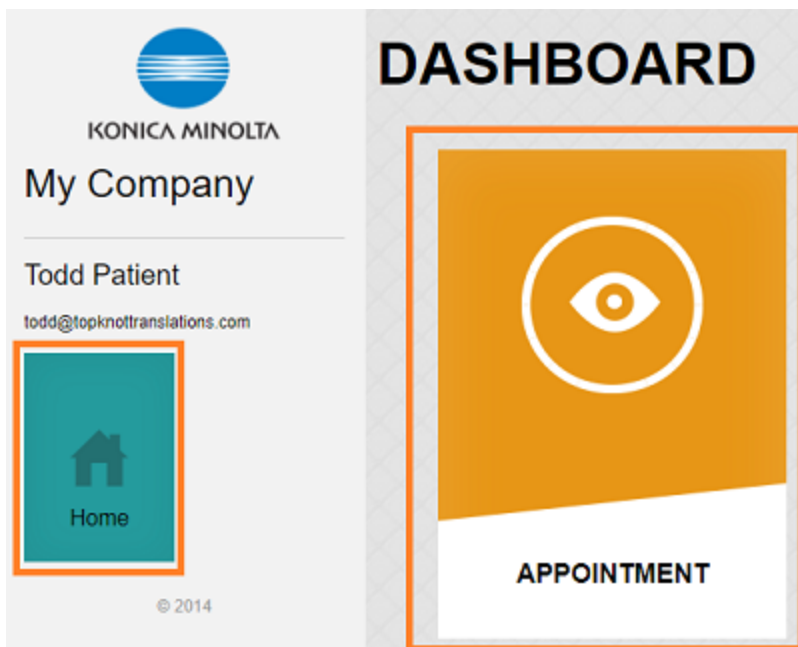 KONICA MINOLTA
My Company
Todd Patient
todd@topknottranslations.com
Home
© 2014
DASHBOARD
APPOINTMENT